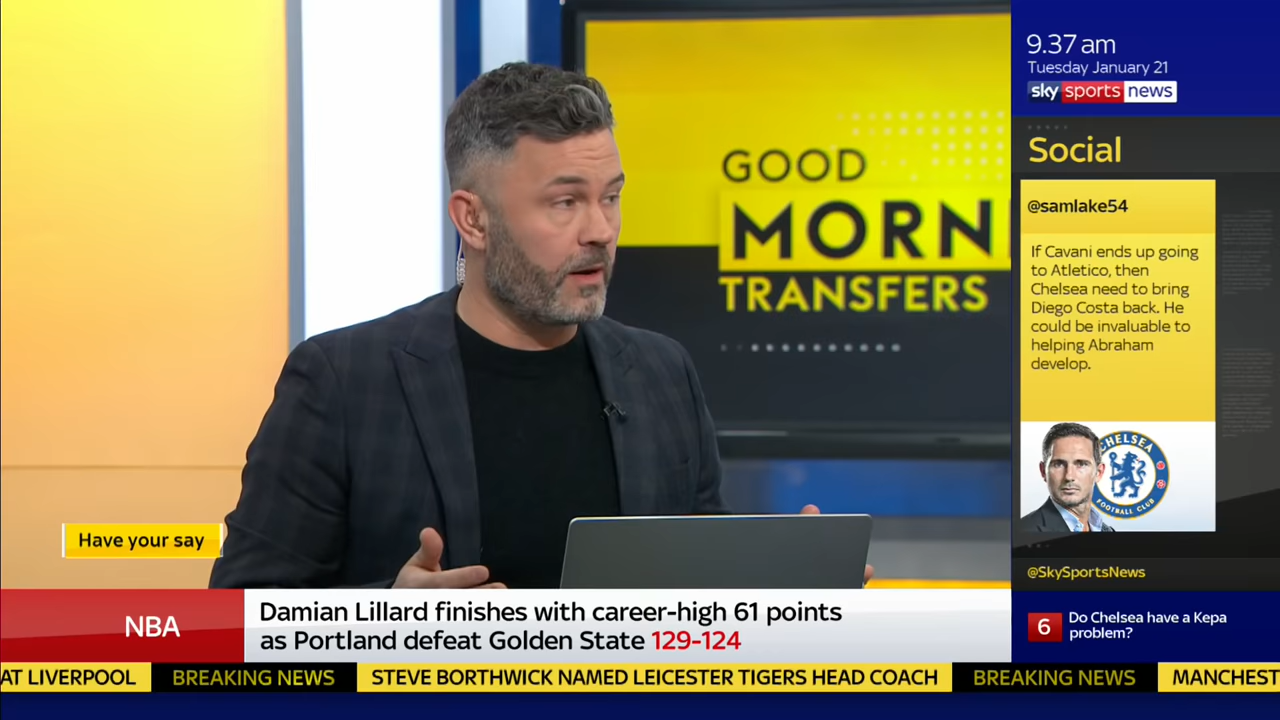 GOOD
MORN
TRANSFERS
9.37 am
Tuesday January 21
sky sports news
Social
@samlake54
If Cavani ends up going
to Atletico, then
Chelsea need to bring
Diego Costa back. He
could be invaluable to
helping Abraham
develop.
CHELSEA
FOOTBALL CLUB
@SkySportsNews
6 Do Chelsea have a Kepa
problem?
Have your say
NBA
Damian Lillard finishes with career-high 61 points
as Portland defeat Golden State 129-124
AT LIVERPOOL BREAKING NEWS STEVE BORTHWICK NAMED LEICESTER TIGERS HEAD COACH BREAKING NEWS MANCHEST